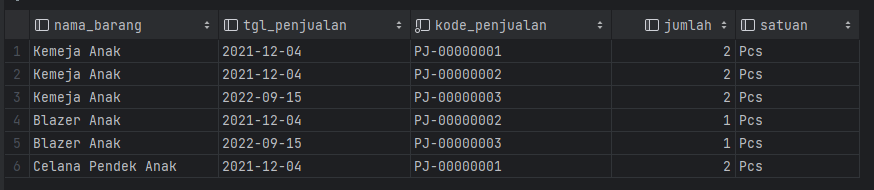 nama_barang tgl_penjualan kode_penjualan jumlah satuan
1 Kemeja Anak 2021-12-04 PJ-00000001 2 Pcs
2 Kemeja Anak 2021-12-04 PJ-00000002 2 Pcs
3 Kemeja Anak 2022-09-15 PJ-00000003 2 Pcs
4 Blazer Anak 2021-12-04 PJ-00000002 1 Pcs
5 Blazer Anak 2022-09-15 PJ-00000003 1 Pcs
6 Celana Pendek Anak 2021-12-04 PJ-00000001 2 Pcs